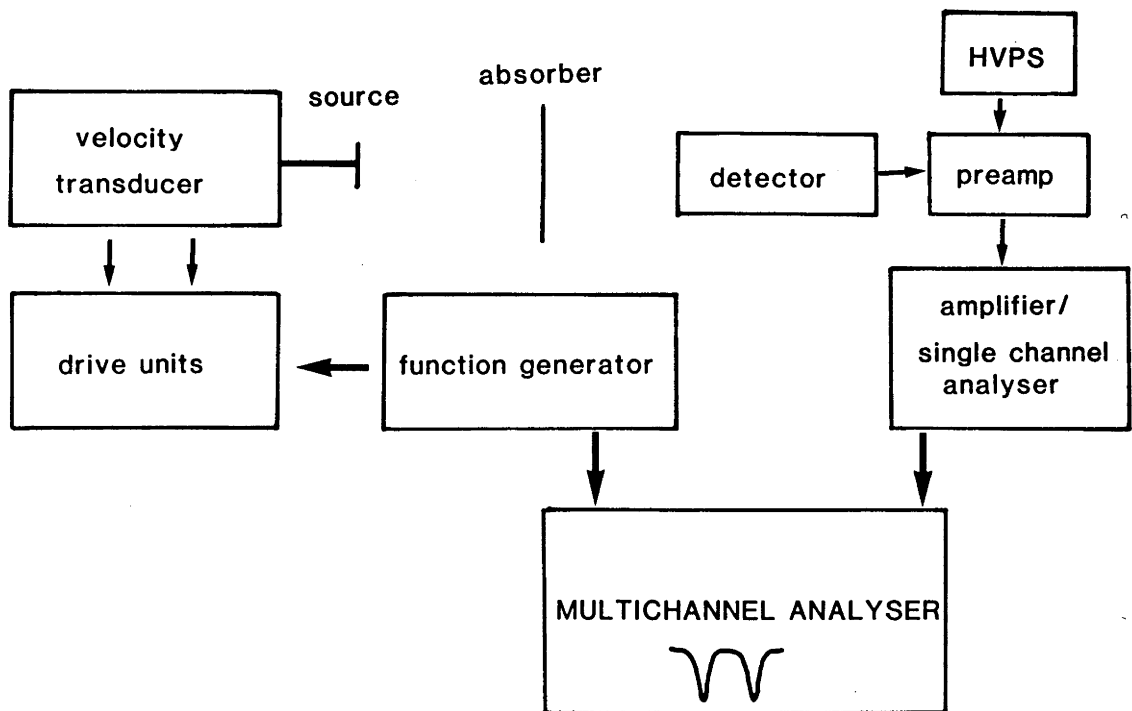 HVPS
absorber
source
velocity
transducer
detector
preamp
drive units
function generator
amplifier/
single channel
analyser
MULTICHANNEL ANALYSER